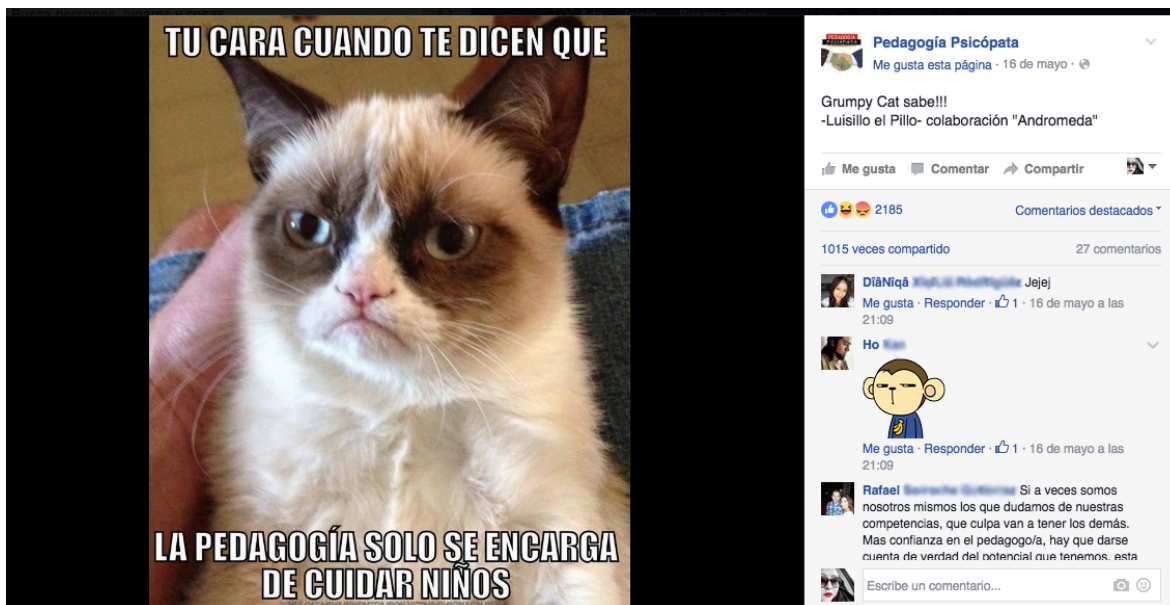 TU CARA CUANDO TE DICEN QUE
LA PEDAGOGÍA SOLO SE ENCARGA
DE CUIDAR NIÑOS
Pedagogía Psicópata
Me gusta esta página · 16 de mayo ·
Grumpy Cat sabe!!!
-Luisillo el Pillo- colaboración "Andromeda"
Me gusta Comentar Compartir
2185 Comentarios destacados
1015 veces compartido 27 comentarios
DîâNiqâ Jejej
Me gusta · Responder · 1 · 16 de mayo a las
21:09
Ho
Me gusta · Responder · 1 · 16 de mayo a las
21:09
Rafael Si a veces somos
nosotros mismos los que dudamos de nuestras
competencias, que culpa van a tener los demás.
Mas confianza en el pedagogo/a, hay que darse
cuenta de verdad del potencial que tenemos, esta
Escribe un comentario...